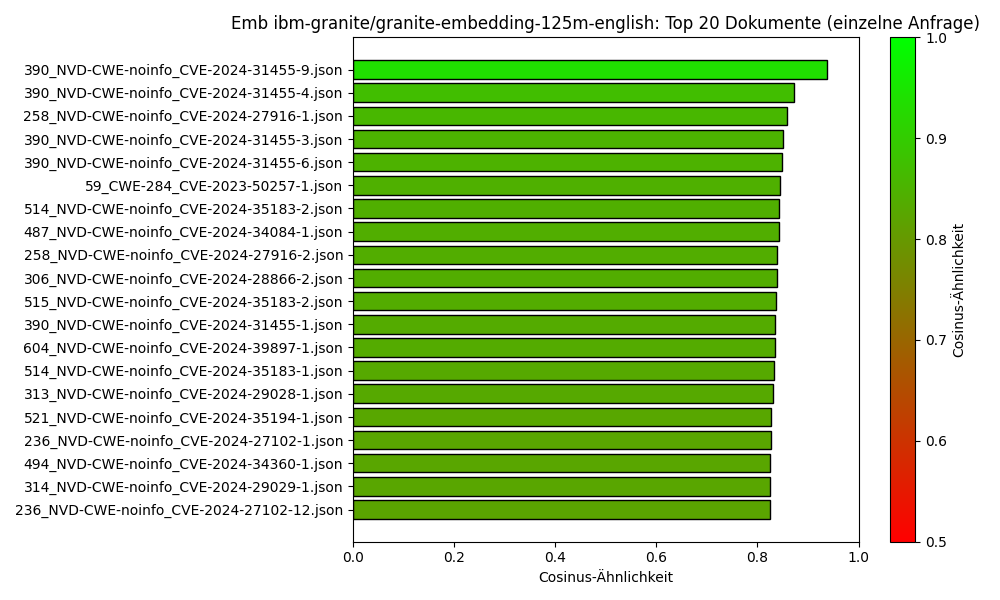 Emb ibm-granite/granite-embedding-125m-english: Top 20 Dokumente (einzelne Anfrage)
390_NVD-CWE-noinfo_CVE-2024-31455-9.json
390_NVD-CWE-noinfo_CVE-2024-31455-4.json
258_NVD-CWE-noinfo_CVE-2024-27916-1.json
390_NVD-CWE-noinfo_CVE-2024-31455-3.json
390_NVD-CWE-noinfo_CVE-2024-31455-6.json
59_CWE-284_CVE-2023-50257-1.json
514_NVD-CWE-noinfo_CVE-2024-35183-2.json
487_NVD-CWE-noinfo_CVE-2024-34084-1.json
258_NVD-CWE-noinfo_CVE-2024-27916-2.json
306_NVD-CWE-noinfo_CVE-2024-28866-2.json
515_NVD-CWE-noinfo_CVE-2024-35183-2.json
390_NVD-CWE-noinfo_CVE-2024-31455-1.json
604_NVD-CWE-noinfo_CVE-2024-39897-1.json
514_NVD-CWE-noinfo_CVE-2024-35183-1.json
313_NVD-CWE-noinfo_CVE-2024-29028-1.json
521_NVD-CWE-noinfo_CVE-2024-35194-1.json
236_NVD-CWE-noinfo_CVE-2024-27102-1.json
494_NVD-CWE-noinfo_CVE-2024-34360-1.json
314_NVD-CWE-noinfo_CVE-2024-29029-1.json
236_NVD-CWE-noinfo_CVE-2024-27102-12.json
0.0 0.2 0.4 0.6 0.8 1.0
Cosinus-Ähnlichkeit
1.0
0.9
0.8
0.7
0.6
0.5
Cosinus-Ähnlichkeit